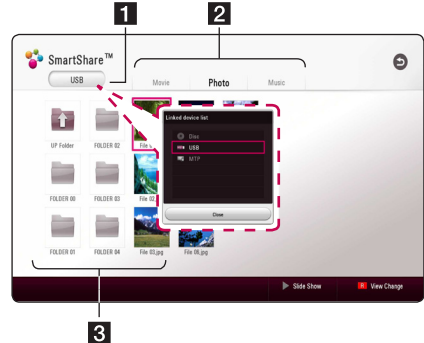 1
2
SmartShare™
USB
Movie
Photo
Music
Linked device list
Disc
USB
MTP
Close
UP Folder
FOLDER 02
File
FOLDER 00
FOLDER 03
File 02
FOLDER 01
FOLDER 04
File 03.jpg
File 06.jpg
Slide Show
R View Change
3